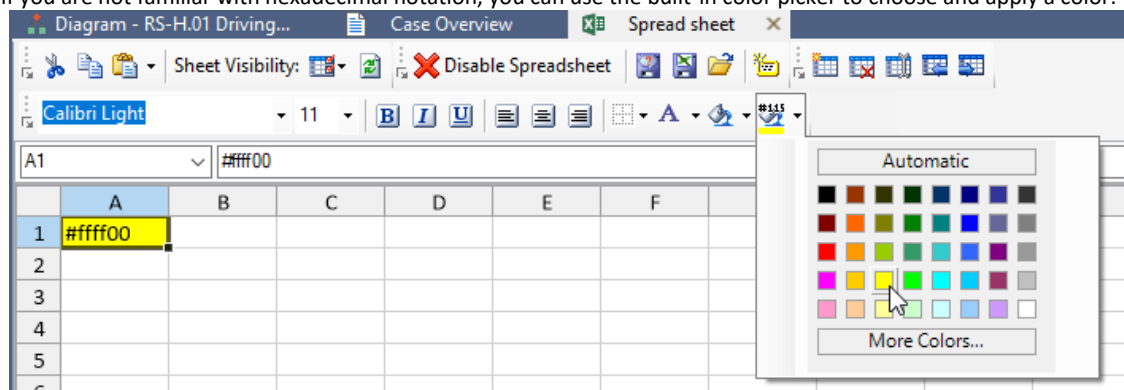 If you are not familiar with hexadecimal notation, you can use the built-in color picker to choose and apply a color.
Diagram - RS-H.01 Driving... Case Overview Spread sheet
Sheet Visibility: Disable Spreadsheet
Calibri Light 11 B I U A
A1 #ffff00
Automatic
A B C D E F
1 #ffff00
2
3
4
5
More Colors...